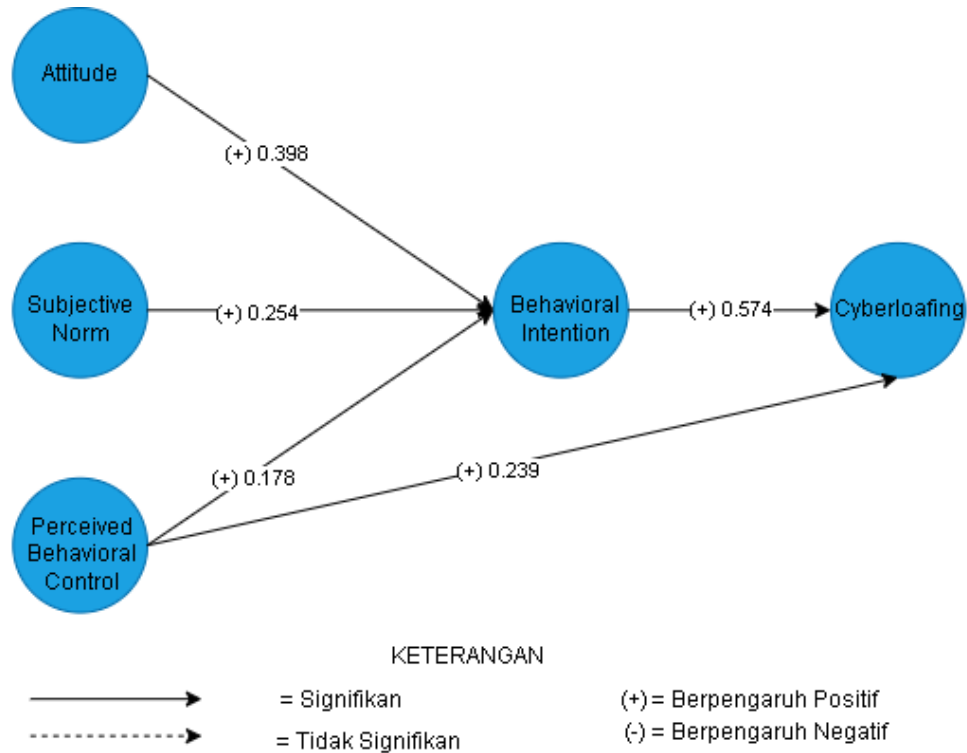 Attitude
(+) 0.398
Subjective
Norm
(+) 0.254
Behavioral
Intention
(+) 0.574
Cyberloafing
(+) 0.178
(+) 0.239
Perceived
Behavioral
Control
KETERANGAN
= Signifikan
(+) = Berpengaruh Positif
= Tidak Signifikan
(-) = Berpengaruh Negatif